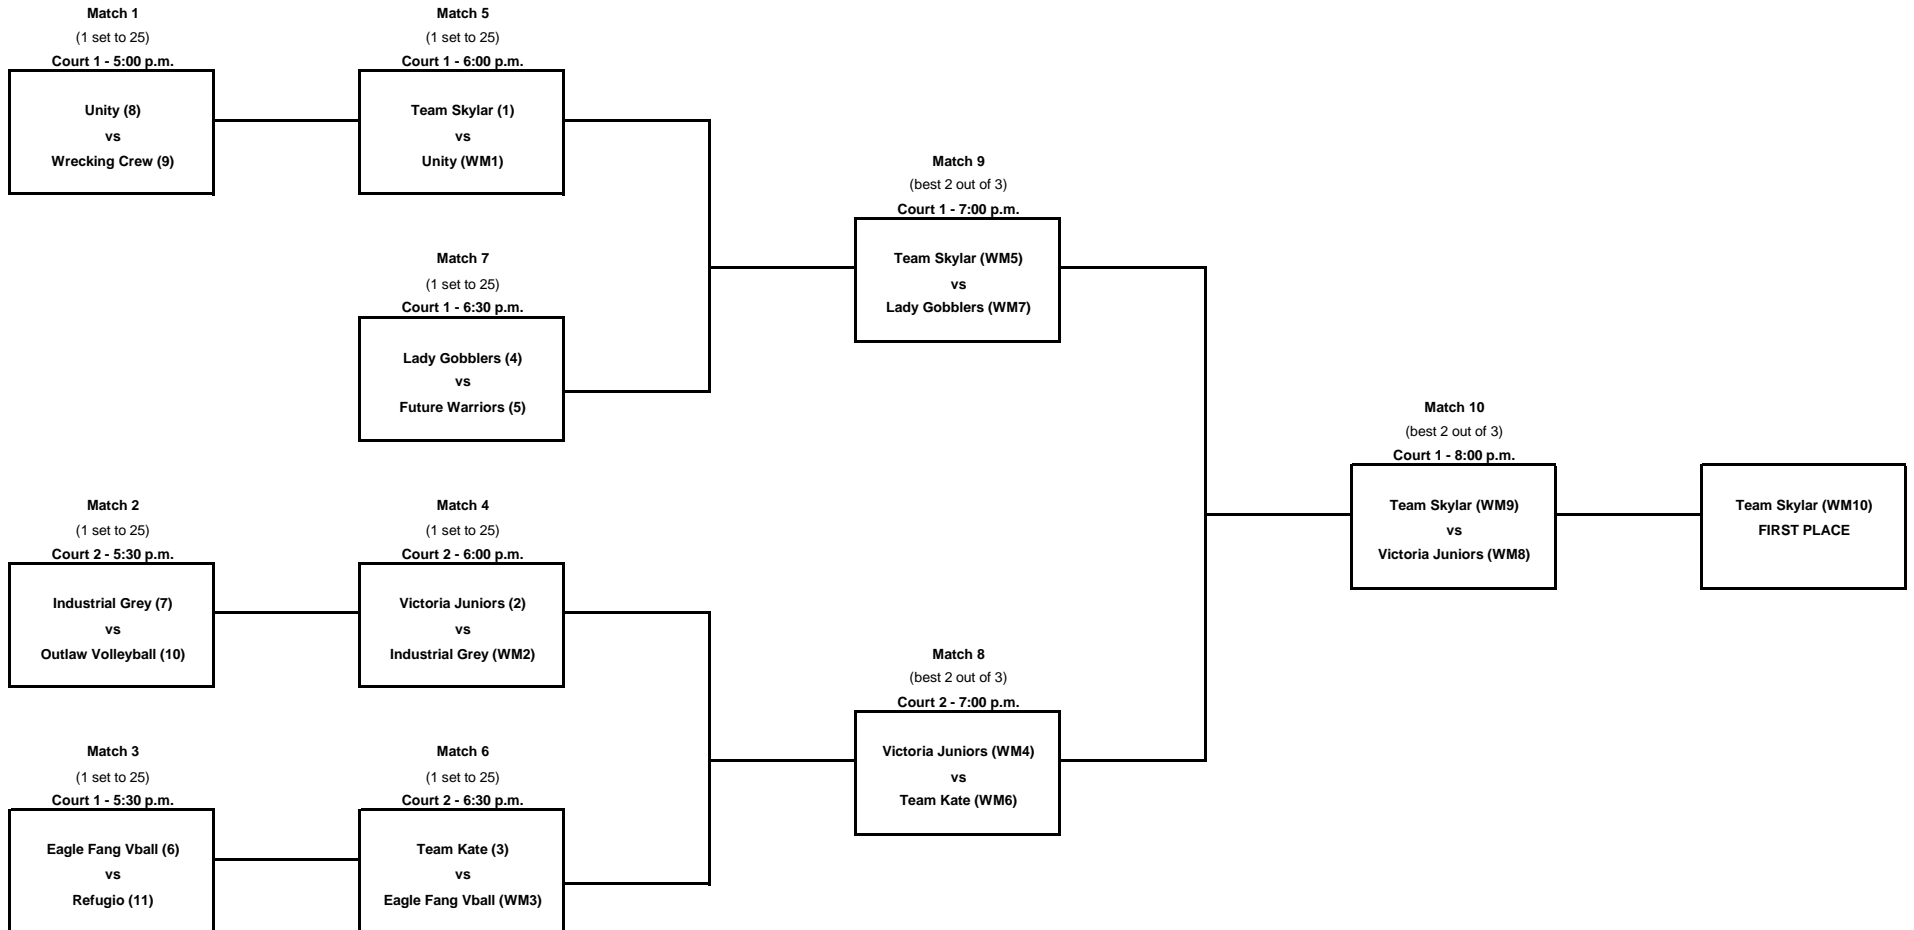 Match 1
(1 set to 25)
Court 1 - 5:00 p.m.
Unity (8)
vs
Wrecking Crew (9)
Match 5
(1 set to 25)
Court 1 - 6:00 p.m.
Team Skylar (1)
vs
Unity (WM1)
Match 7
(1 set to 25)
Court 1 - 6:30 p.m.
Lady Gobblers (4)
vs
Future Warriors (5)
Match 9
(best 2 out of 3)
Court 1 - 7:00 p.m.
Team Skylar (WM5)
vs
Lady Gobblers (WM7)
Match 2
(1 set to 25)
Court 2 - 5:30 p.m.
Industrial Grey (7)
vs
Outlaw Volleyball (10)
Match 4
(1 set to 25)
Court 2 - 6:00 p.m.
Victoria Juniors (2)
vs
Industrial Grey (WM2)
Match 3
(1 set to 25)
Court 1 - 5:30 p.m.
Eagle Fang Vball (6)
vs
Refugio (11)
Match 6
(1 set to 25)
Court 2 - 6:30 p.m.
Team Kate (3)
vs
Eagle Fang Vball (WM3)
Match 8
(best 2 out of 3)
Court 2 - 7:00 p.m.
Victoria Juniors (WM4)
vs
Team Kate (WM6)
Match 10
(best 2 out of 3)
Court 1 - 8:00 p.m.
Team Skylar (WM9)
vs
Victoria Juniors (WM8)
Team Skylar (WM10)
FIRST PLACE